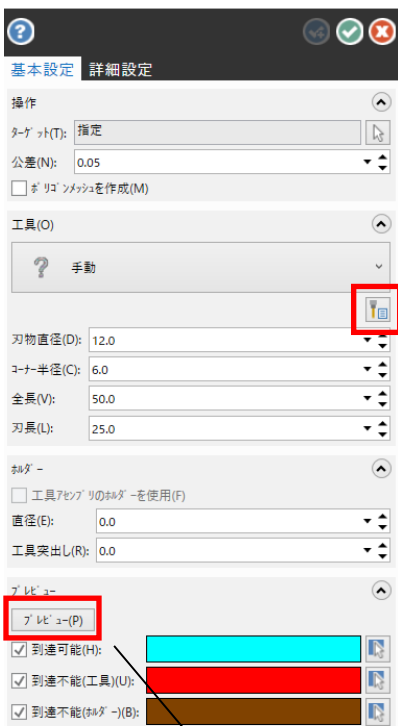 基本設定 詳細設定
操作
ﾀｰｹﾞｯﾄ(T): 指定
公差(N): 0.05
ﾎﾟﾘｺﾞﾝﾒｯｼｭを作成(M)
工具(O)
手動
刃物直径(D): 12.0
ｺｰﾅｰ半径(C): 6.0
全長(V): 50.0
刃長(L): 25.0
ﾎﾙﾀﾞｰ
工具ｱｾﾝﾌﾞﾘのﾎﾙﾀﾞｰを使用(F)
直径(E): 0.0
工具突出し(R): 0.0
ﾌﾟﾚﾋﾞｭｰ
ﾌﾟﾚﾋﾞｭｰ(P)
到達可能(H):
到達不能(工具)(U):
到達不能(ﾎﾙﾀﾞｰ)(B):